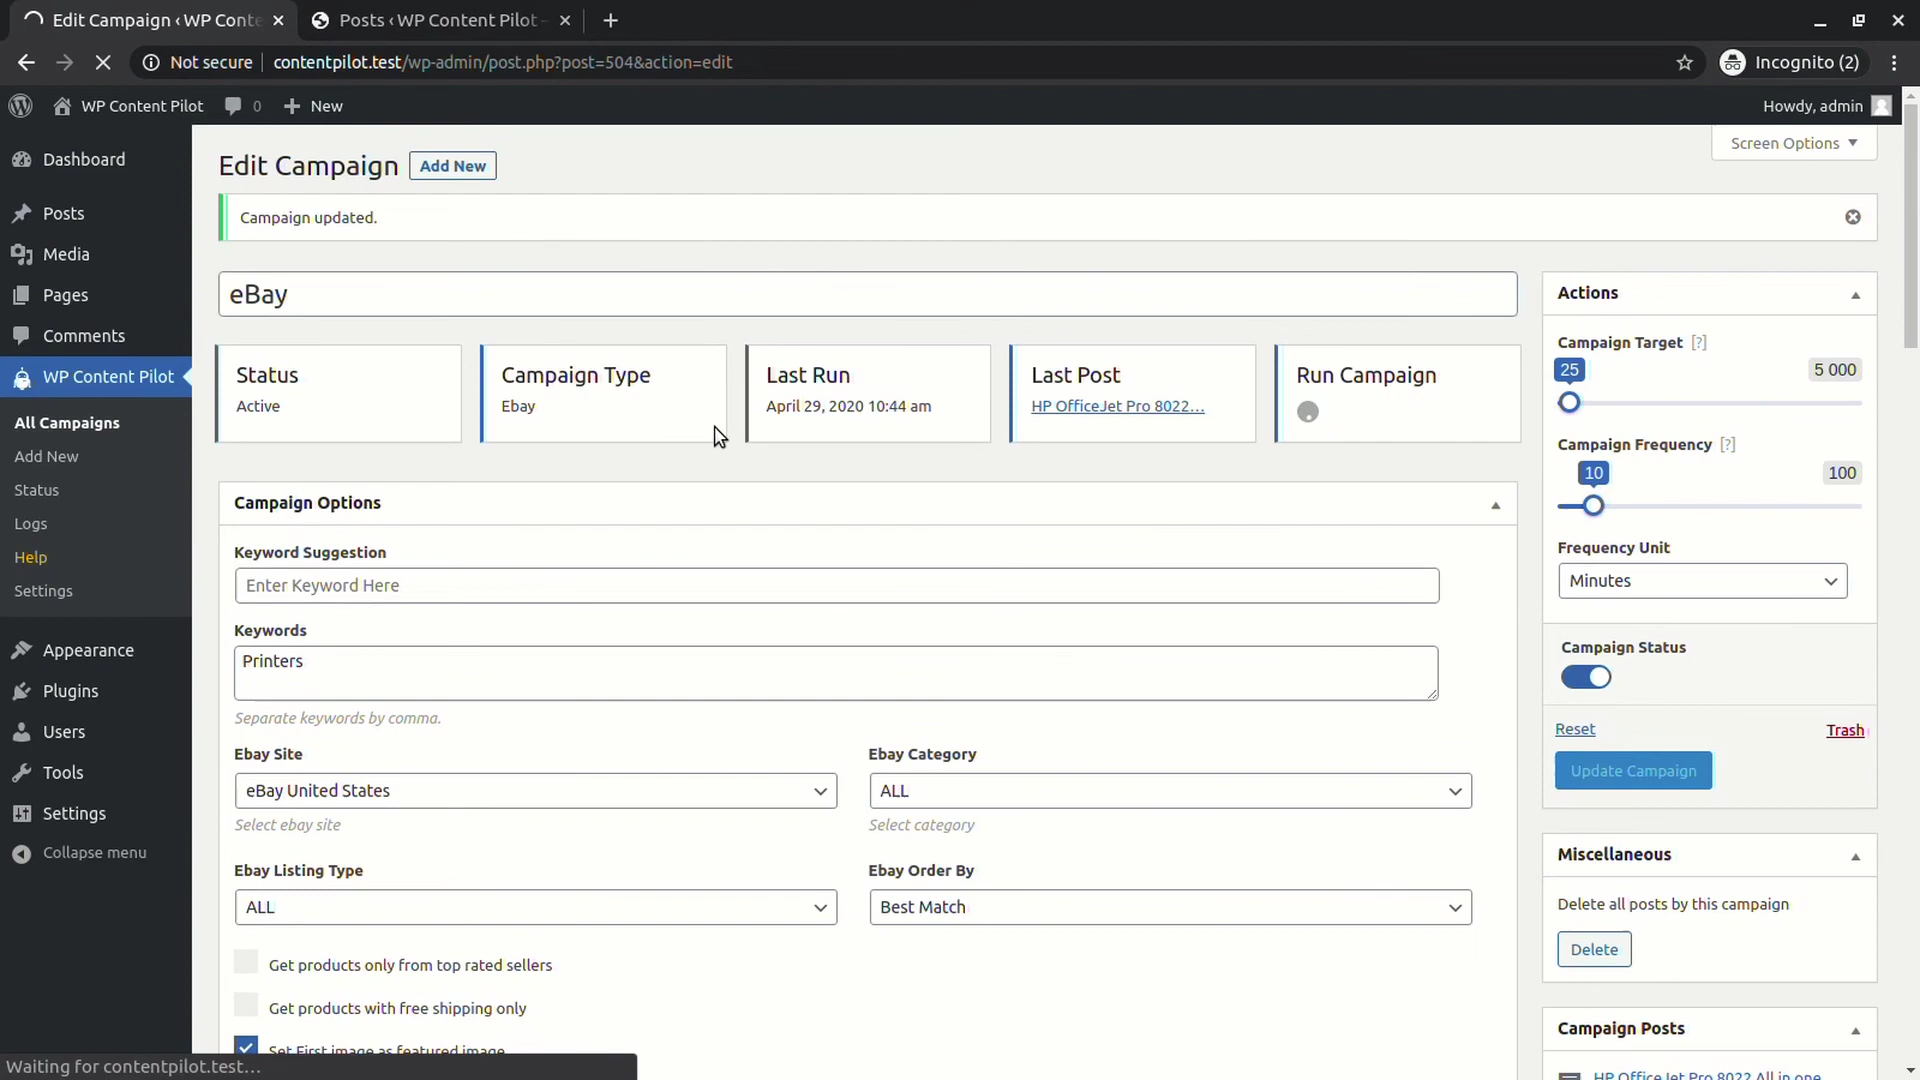 Edit Campaign ‹ WP Conte
Posts ‹ WP Content Pilot –
Not secure
contentpilot.test/wp-admin/post.php?post=504&action=edit
Incognito (2)
WP Content Pilot
0
New
Howdy, admin
Dashboard
Posts
Media
Pages
Comments
WP Content Pilot
All Campaigns
Add New
Status
Logs
Help
Settings
Appearance
Plugins
Users
Tools
Settings
Collapse menu
Screen Options
Edit Campaign
Add New
Campaign updated.
eBay
Status
Active
Campaign Type
Ebay
Last Run
April 29, 2020 10:44 am
Last Post
HP OfficeJet Pro 8022...
Run Campaign
Campaign Options
Keyword Suggestion
Enter Keyword Here
Keywords
Printers
Separate keywords by comma.
Ebay Site
Ebay Category
eBay United States
ALL
Select ebay site
Select category
Ebay Listing Type
Ebay Order By
ALL
Best Match
Get products only from top rated sellers
Get products with free shipping only
Set First image as featured image
Actions
Campaign Target [?]
25
5 000
Campaign Frequency [?]
10
100
Frequency Unit
Minutes
Campaign Status
Reset
Trash
Update Campaign
Miscellaneous
Delete all posts by this campaign
Delete
Campaign Posts
HP OfficeJet Pro 8022 All in one
Waiting for contentpilot.test...